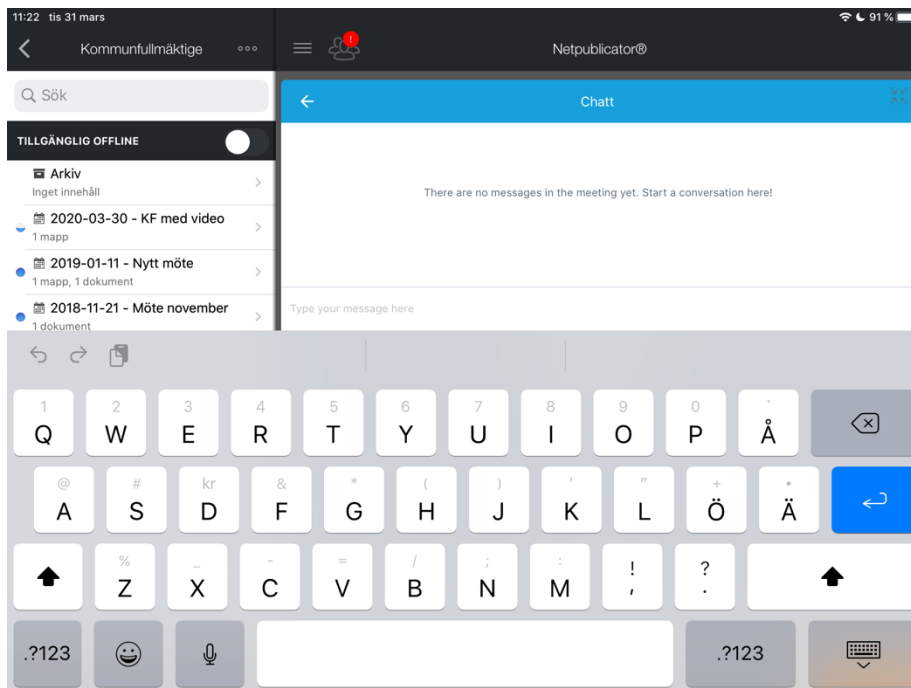 11:22 tis 31 mars
91 %
Kommunfullmäktige
Netpublicator®
!
Sök
Chatt
TILLGÄNGLIG OFFLINE
Arkiv
Inget innehåll
There are no messages in the meeting yet. Start a conversation here!
2020-03-30 - KF med video
1 mapp
2019-01-11 - Nytt möte
1 mapp, 1 dokument
2018-11-21 - Möte november
1 dokument
Type your message here
1 2 3 4 5 6 7 8 9 0 `
Q W E R T Y U I O P Å
@ # kr & * ( ) ' " + •
A S D F G H J K L Ö Ä
% _ - = / ; : ! ?
Z X C V B N M , .
.?123 .?123